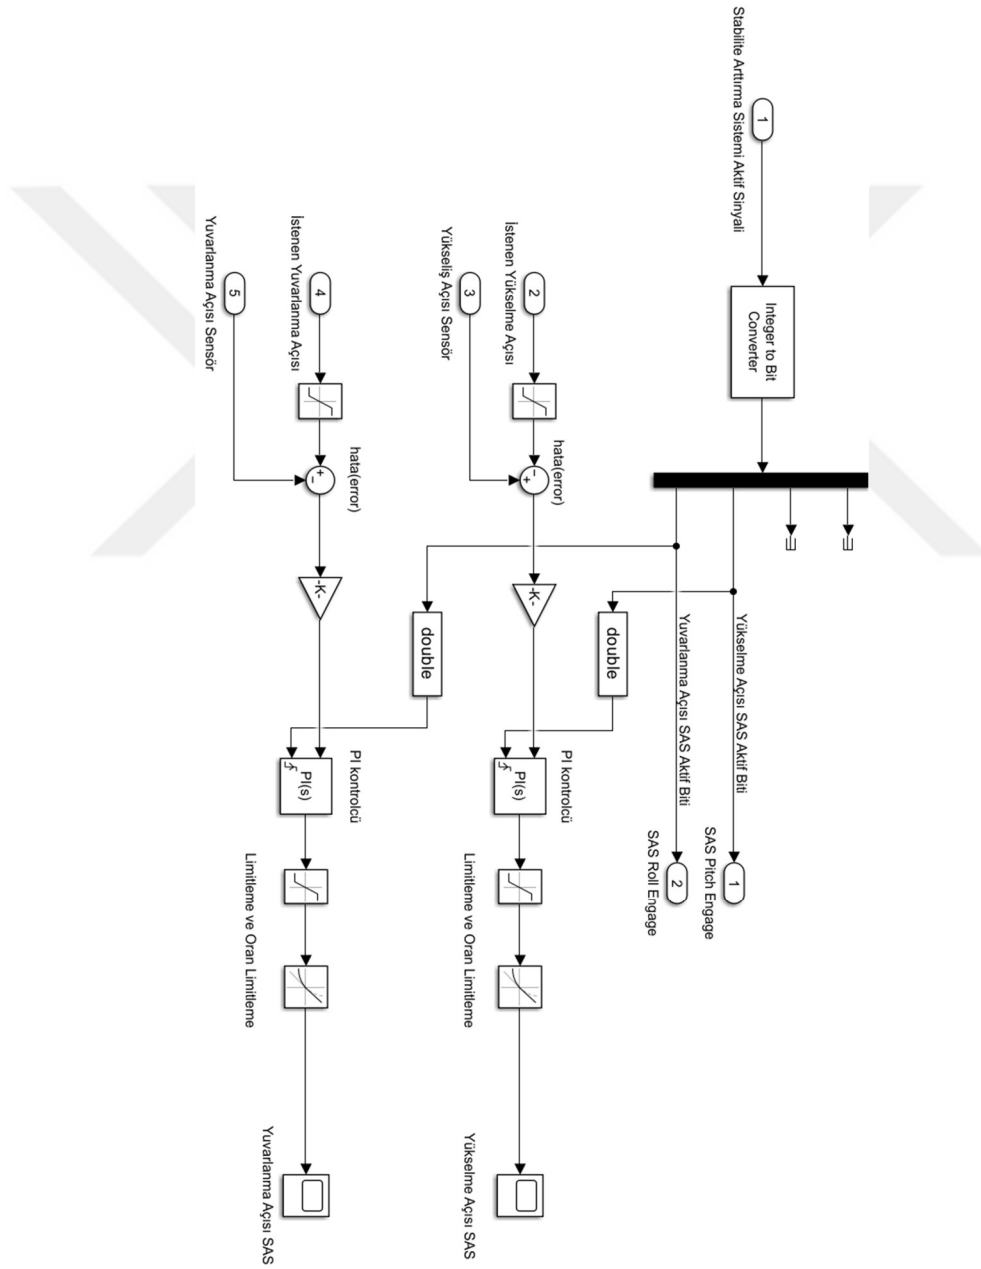 1
Stabilite Arttırma Sistemi Aktif Sinyali
Integer to Bit
Converter
Yükselme Açısı SAS Aktif Biti
1
SAS Pitch Engage
Yuvarlanma Açısı SAS Aktif Biti
2
SAS Roll Engage
double
2
İstenen Yükselme Açısı
hata(error)
-
+
-K-
PI kontrolcü
PI(s)
Limitleme ve Oran Limitleme
Yükselme Açısı SAS
3
Yükseliş Açısı Sensör
double
4
İstenen Yuvarlanma Açısı
hata(error)
+
-
-K-
PI kontrolcü
PI(s)
Limitleme ve Oran Limitleme
Yuvarlanma Açısı SAS
5
Yuvarlanma Açısı Sensör